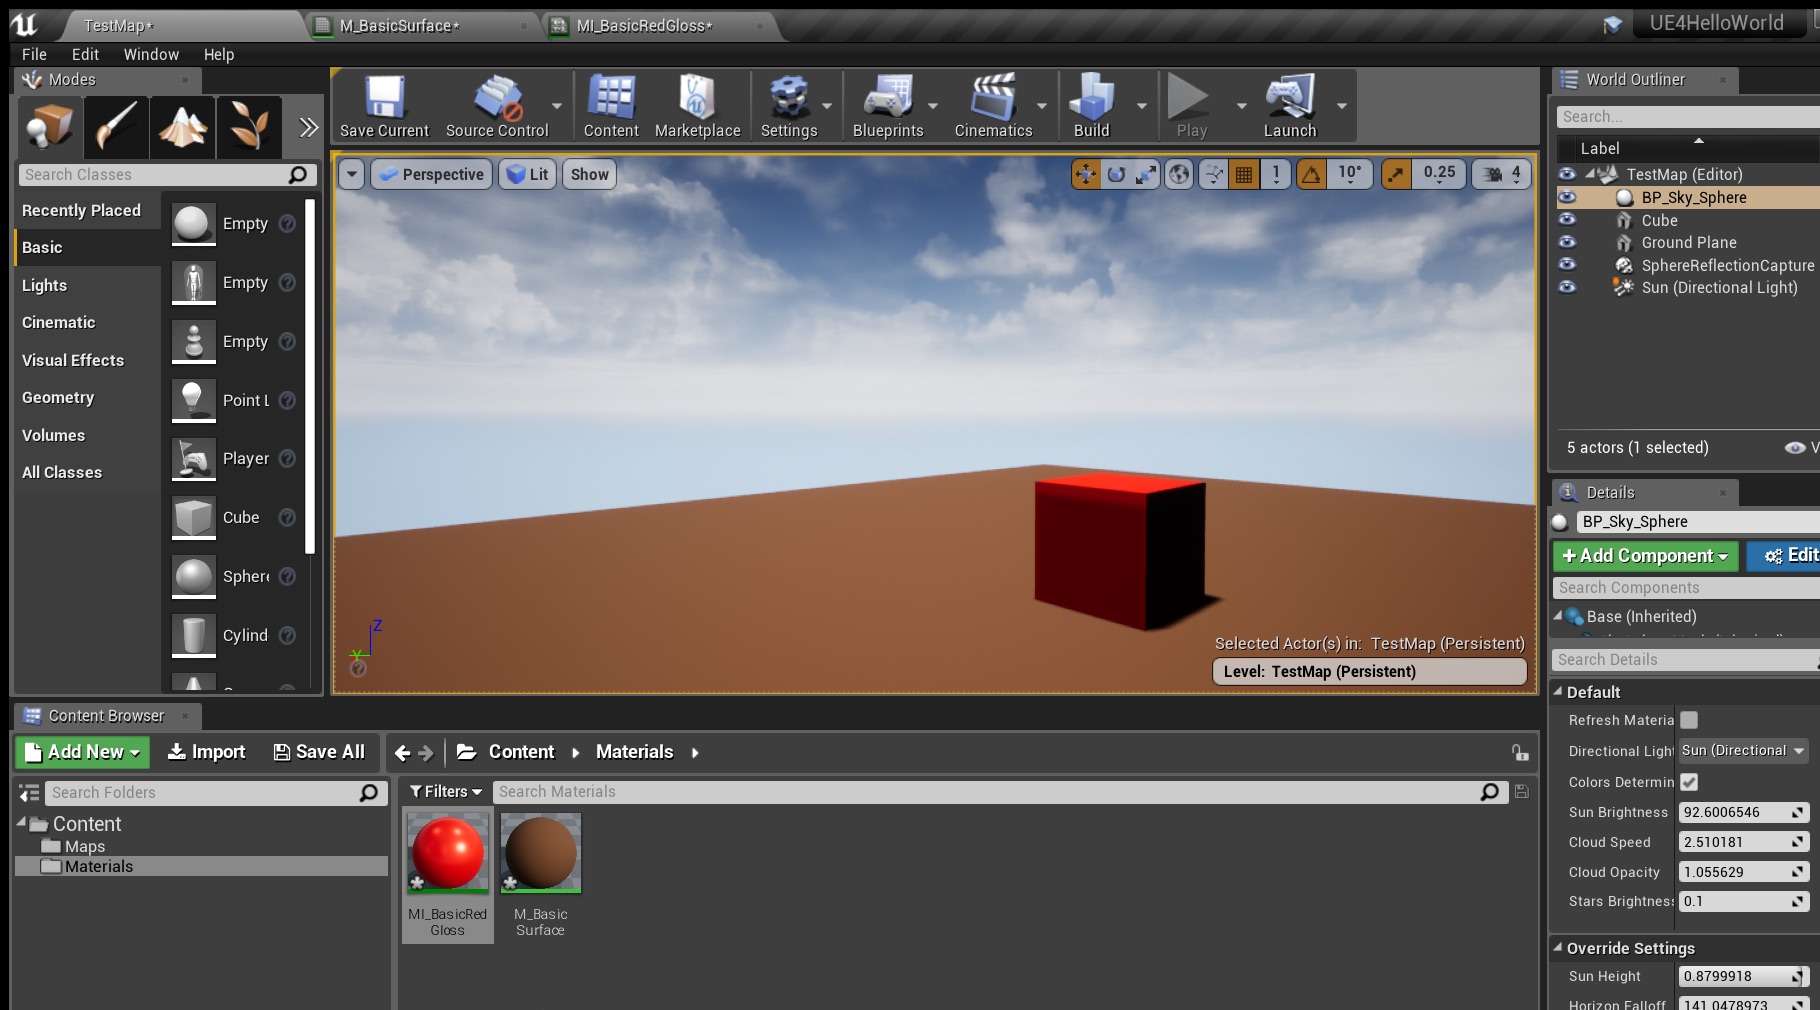 TestMap*
M_BasicSurface*
MI_BasicRedGloss*
UE4HelloWorld
File Edit Window Help
Modes
Save Current
Source Control
Content
Marketplace
Settings
Blueprints
Cinematics
Build
Play
Launch
Search Classes
Recently Placed
Basic
Lights
Cinematic
Visual Effects
Geometry
Volumes
All Classes
Empty
Empty
Empty
Point L
Player
Cube
Sphere
Cylind
Perspective
Lit
Show
1
10°
0.25
4
Z
Y
Selected Actor(s) in: TestMap (Persistent)
Level: TestMap (Persistent)
World Outliner
Search...
Label
TestMap (Editor)
BP_Sky_Sphere
Cube
Ground Plane
SphereReflectionCapture
Sun (Directional Light)
5 actors (1 selected)
V
Details
BP_Sky_Sphere
+Add Component
Edit
Search Components
Base (Inherited)
Search Details
Default
Refresh Materia
Directional Light Sun (Directional
Colors Determin
Sun Brightness 92.6006546
Cloud Speed 2.510181
Cloud Opacity 1.055629
Stars Brightness 0.1
Override Settings
Sun Height 0.8799918
Horizon Falloff 141.0478973
Content Browser
Add New
Import
Save All
Content
Materials
Search Folders
Content
Maps
Materials
Filters
Search Materials
MI_BasicRed
Gloss
M_Basic
Surface